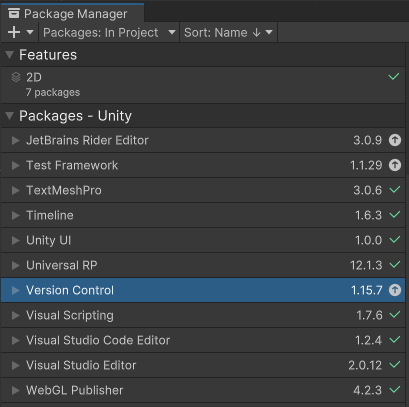 Package Manager
+ Packages: In Project Sort: Name ↓
Features
2D
7 packages
Packages - Unity
JetBrains Rider Editor 3.0.9
Test Framework 1.1.29
TextMeshPro 3.0.6
Timeline 1.6.3
Unity UI 1.0.0
Universal RP 12.1.3
Version Control 1.15.7
Visual Scripting 1.7.6
Visual Studio Code Editor 1.2.4
Visual Studio Editor 2.0.12
WebGL Publisher 4.2.3